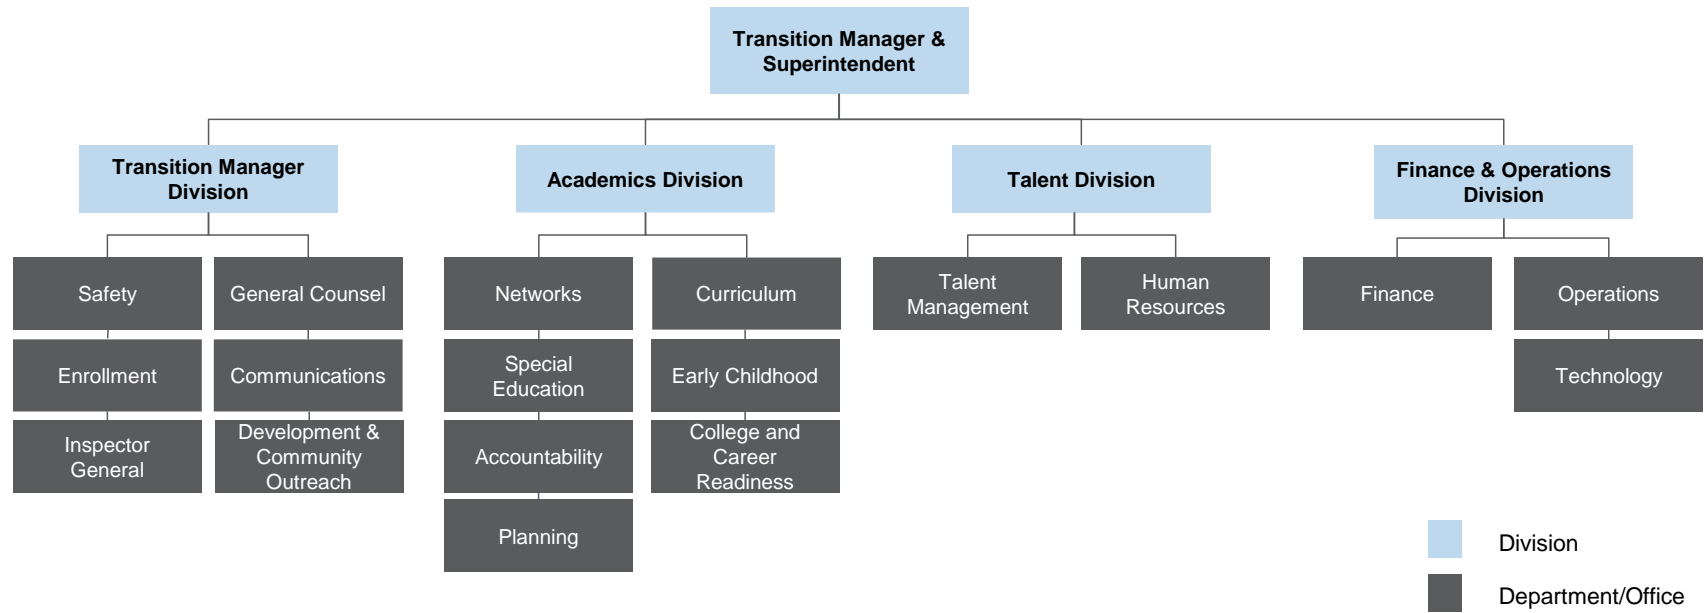 Transition Manager &
Superintendent
Transition Manager
Division
Academics Division
Talent Division
Finance & Operations
Division
Safety
General Counsel
Networks
Curriculum
Talent
Management
Human
Resources
Finance
Operations
Enrollment
Communications
Special
Education
Early Childhood
Technology
Inspector
General
Development &
Community
Outreach
Accountability
College and
Career
Readiness
Planning
Division
Department/Office